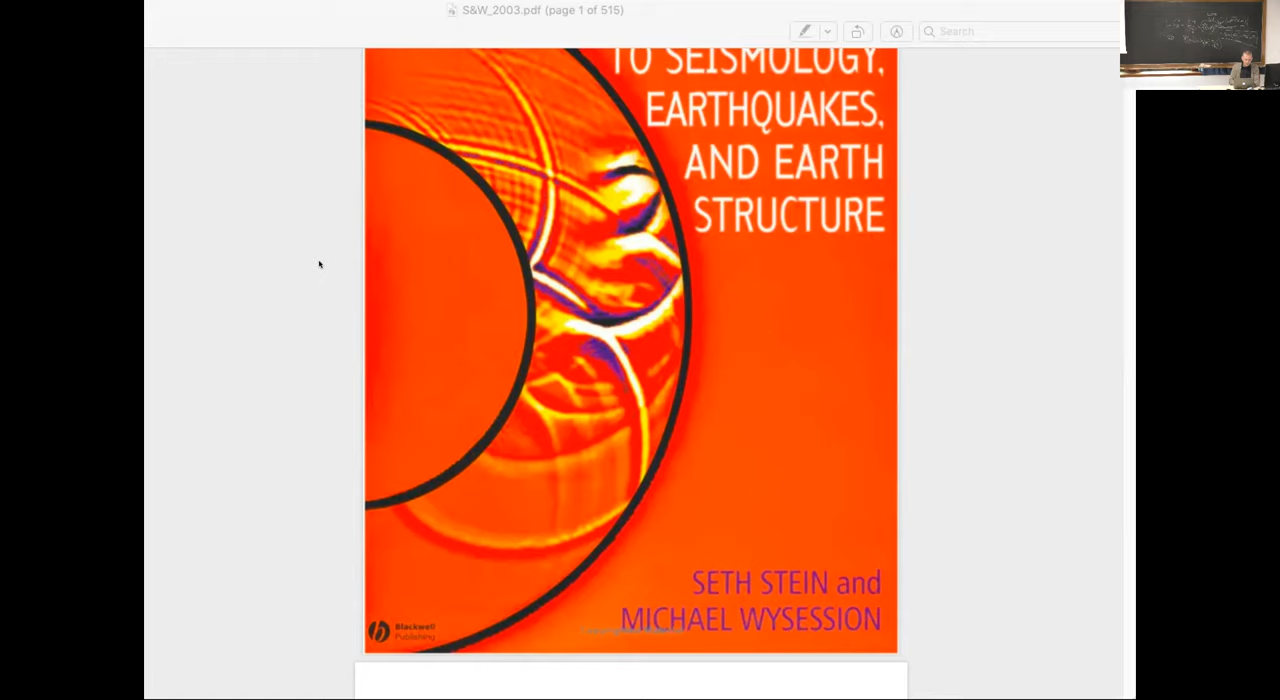 S&W_2003.pdf (page 1 of 515)
Search
TO SEISMOLOGY,
EARTHQUAKES,
AND EARTH
STRUCTURE
SETH STEIN and
MICHAEL WYSESSION
b
Blackwell
Publishing